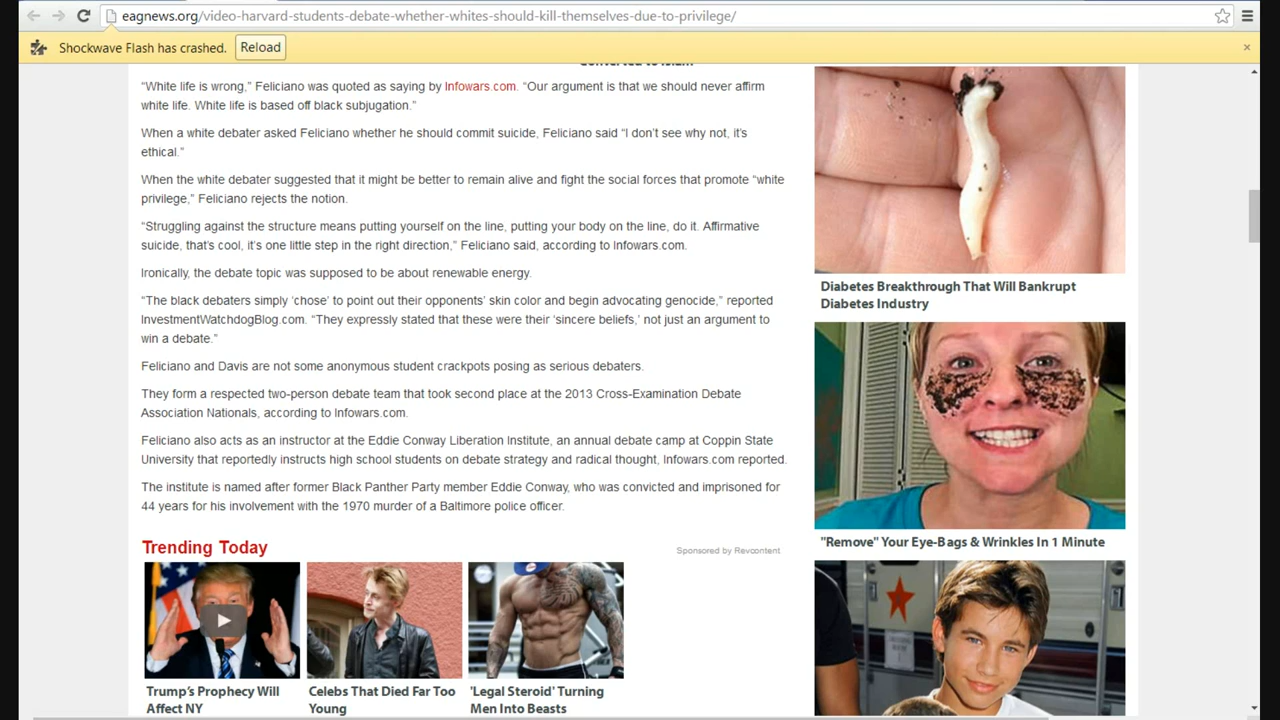 eagnews.org/video-harvard-students-debate-whether-whites-should-kill-themselves-due-to-privilege/
Shockwave Flash has crashed. Reload
Converted to Islam
“White life is wrong,” Feliciano was quoted as saying by Infowars.com. “Our argument is that we should never affirm
white life. White life is based off black subjugation.”
When a white debater asked Feliciano whether he should commit suicide, Feliciano said “I don’t see why not, it’s
ethical.”
When the white debater suggested that it might be better to remain alive and fight the social forces that promote “white
privilege,” Feliciano rejects the notion.
“Struggling against the structure means putting yourself on the line, putting your body on the line, do it. Affirmative
suicide, that’s cool, it’s one little step in the right direction,” Feliciano said, according to Infowars.com.
Ironically, the debate topic was supposed to be about renewable energy.
“The black debaters simply ‘chose’ to point out their opponents’ skin color and begin advocating genocide,” reported
InvestmentWatchdogBlog.com. “They expressly stated that these were their ‘sincere beliefs,’ not just an argument to
win a debate.”
Feliciano and Davis are not some anonymous student crackpots posing as serious debaters.
They form a respected two-person debate team that took second place at the 2013 Cross-Examination Debate
Association Nationals, according to Infowars.com.
Feliciano also acts as an instructor at the Eddie Conway Liberation Institute, an annual debate camp at Coppin State
University that reportedly instructs high school students on debate strategy and radical thought, Infowars.com reported.
The institute is named after former Black Panther Party member Eddie Conway, who was convicted and imprisoned for
44 years for his involvement with the 1970 murder of a Baltimore police officer.
Trending Today
Sponsored by Revcontent
Trump’s Prophecy Will
Affect NY
Celebs That Died Far Too
Young
'Legal Steroid' Turning
Men Into Beasts
Diabetes Breakthrough That Will Bankrupt
Diabetes Industry
"Remove" Your Eye-Bags & Wrinkles In 1 Minute